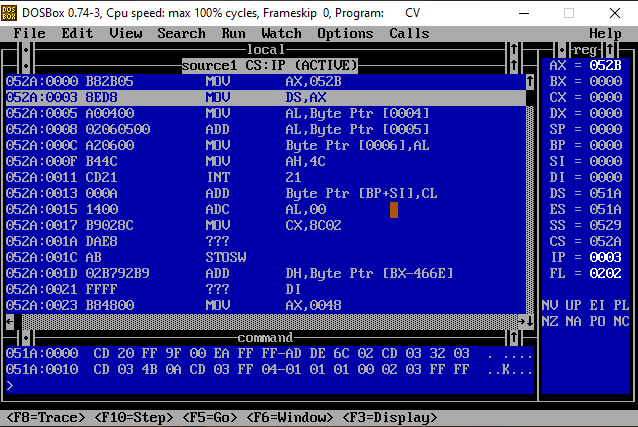 DOSBox 0.74-3, Cpu speed: max 100% cycles, Frameskip 0, Program: CV
File Edit View Search Run Watch Options Calls Help
local
source1 CS:IP (ACTIVE)
052A:0000 B82B05 MOV AX,052B
052A:0003 8ED8 MOV DS,AX
052A:0005 A00400 MOV AL,Byte Ptr [0004]
052A:0008 02060500 ADD AL,Byte Ptr [0005]
052A:000C A20600 MOV Byte Ptr [0006],AL
052A:000F B44C MOV AH,4C
052A:0011 CD21 INT 21
052A:0013 000A ADD Byte Ptr [BP+SI],CL
052A:0015 1400 ADC AL,00
052A:0017 B9028C MOV CX,8C02
052A:001A DAE8 ???
052A:001C AB STOSW
052A:001D 02B792B9 ADD DH,Byte Ptr [BX-466E]
052A:0021 FFFF ??? DI
052A:0023 B84800 MOV AX,0048
command
051A:0000 CD 20 FF 9F 00 EA FF FF-AD DE 6C 02 CD 03 32 03 . ....
051A:0010 CD 03 4B 0A CD 03 FF 04-01 01 01 00 02 03 FF FF ..K...
>
reg
AX = 052B
BX = 0000
CX = 0000
DX = 0000
SP = 0000
BP = 0000
SI = 0000
DI = 0000
DS = 051A
ES = 051A
SS = 0529
CS = 052A
IP = 0003
FL = 0202
NV UP EI PL
NZ NA PO NC
<F8=Trace> <F10=Step> <F5=Go> <F6=Window> <F3=Display>